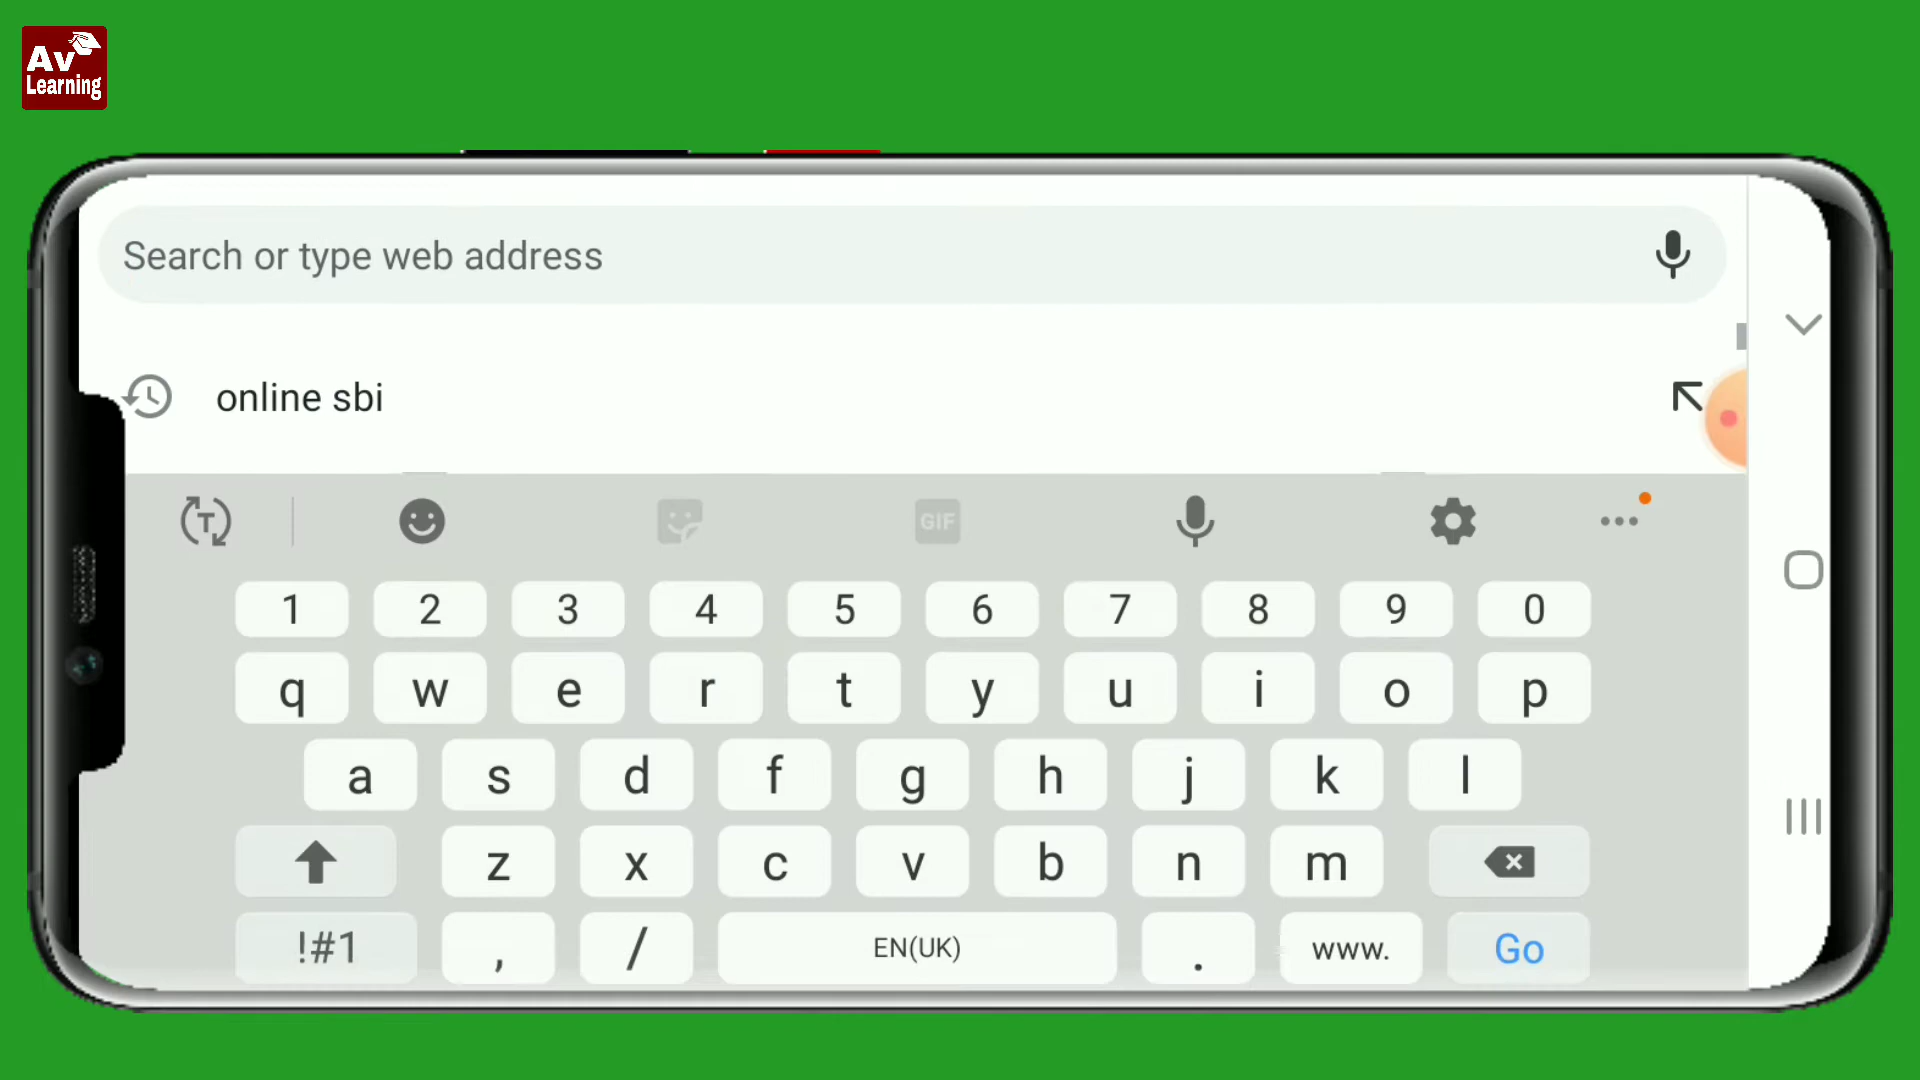 Av
Learning
Search or type web address
online sbi
T
GIF
1 2 3 4 5 6 7 8 9 0
q w e r t y u i o p
a s d f g h j k l
z x c v b n m
!#1 , / EN(UK) . www. Go